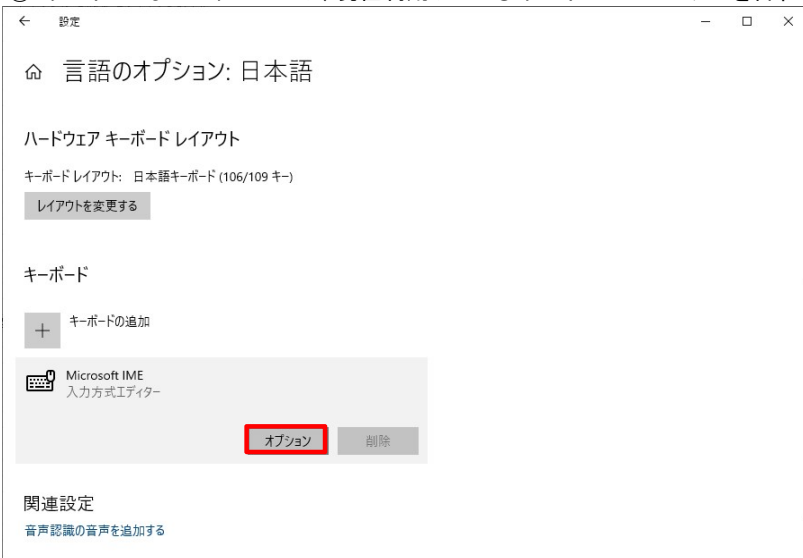 設定
言語のオプション: 日本語
ハードウェア キーボード レイアウト
キーボード レイアウト: 日本語キーボード (106/109 キー)
レイアウトを変更する
キーボード
キーボードの追加
Microsoft IME
入力方式エディター
オプション 削除
関連設定
音声認識の音声を追加する